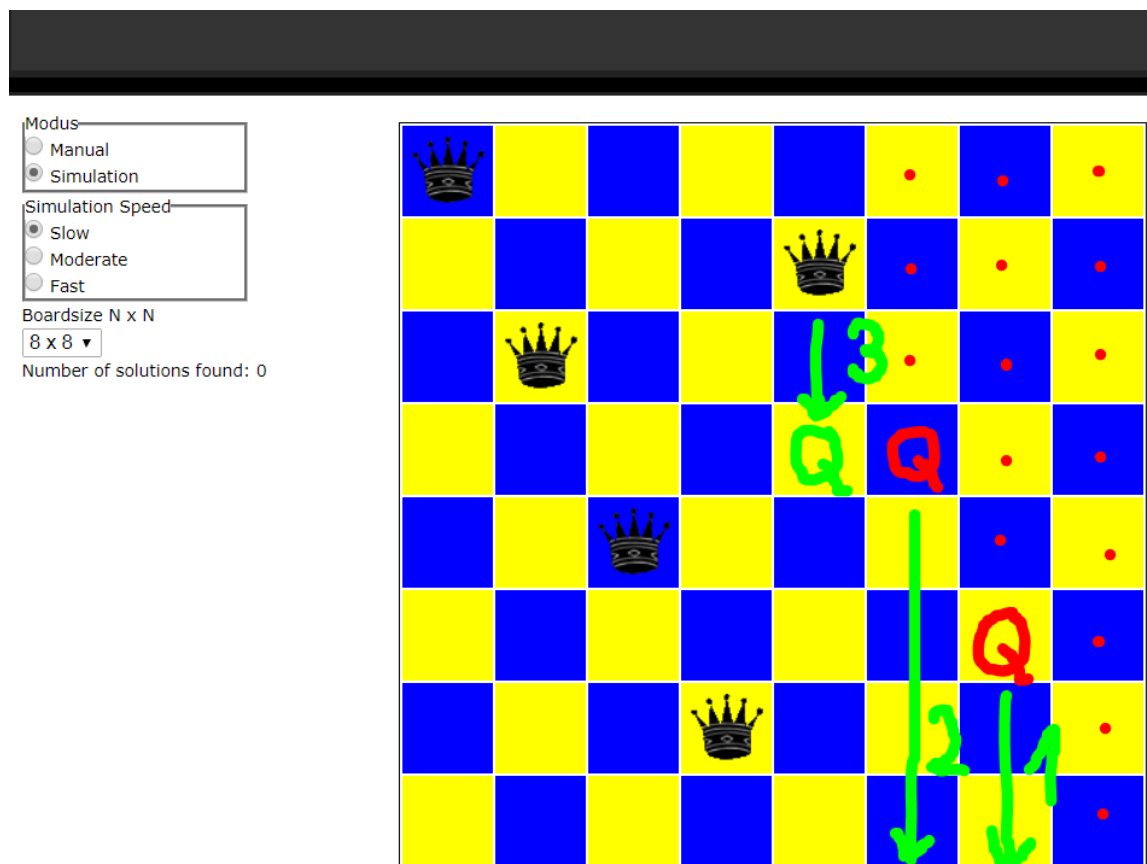 Modus
Manual
Simulation
Simulation Speed
Slow
Moderate
Fast
Boardsize N x N
8 x 8
Number of solutions found: 0
3
Q Q
Q
2 1